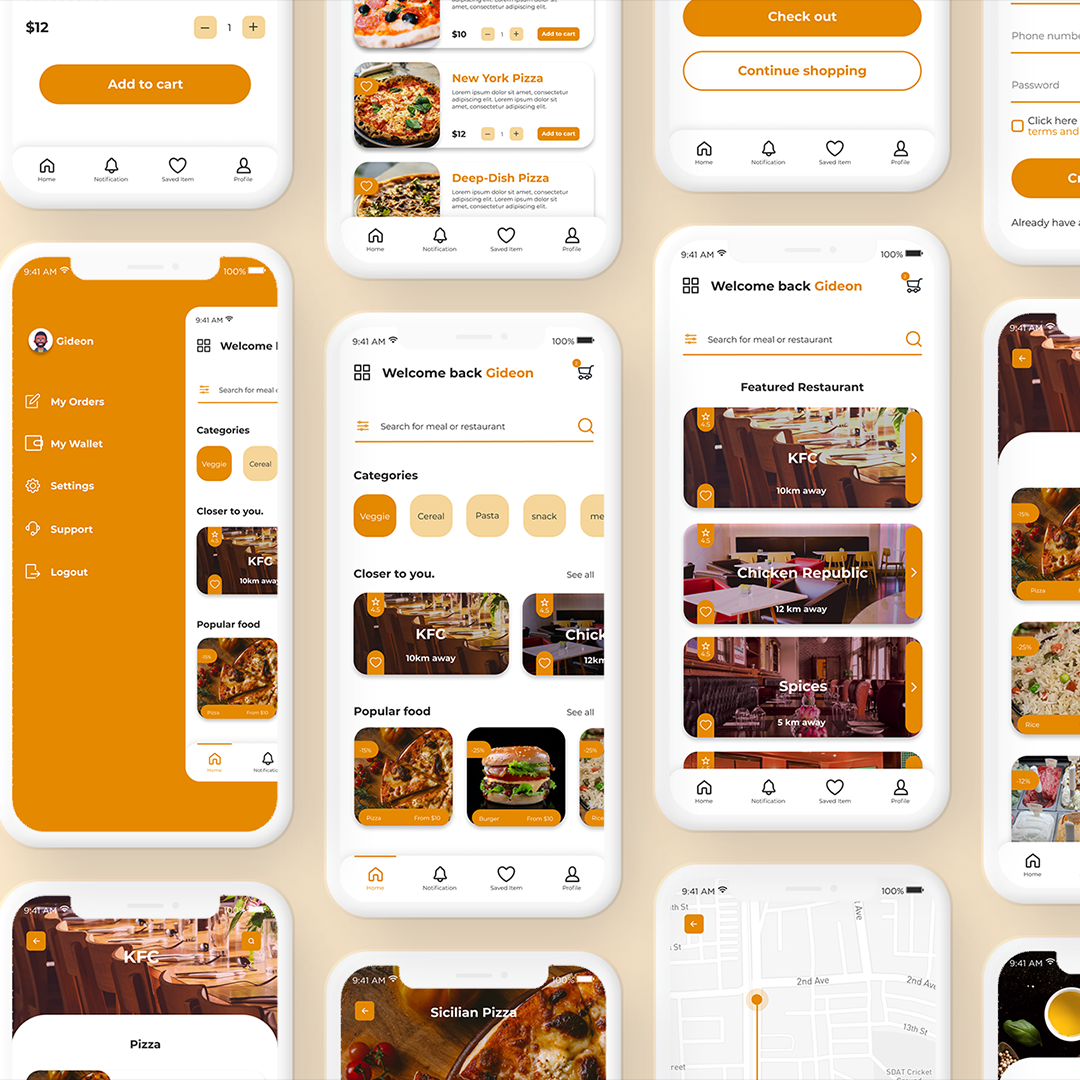 $12
− 1 +
Add to cart
Home
Notification
Saved Item
Profile
9:41 AM
100%
Gideon
My Orders
My Wallet
Settings
Support
Logout
9:41 AM
Welcome
Search for meal
Categories
Veggie
Cereal
Closer to you.
4.5
KFC
10km away
Popular food
-15%
Pizza
From $10
Home
Notification
9:41 AM
KFC
Pizza
adipiscing elit. Lorem ipsum dolor
amet, consectetur adipiscing
$10
− 1 +
Add to cart
New York Pizza
Lorem ipsum dolor sit amet, consectetur
adipiscing elit. Lorem ipsum dolor sit
amet, consectetur adipiscing
$12
− 1 +
Add to cart
Deep-Dish Pizza
Lorem ipsum dolor sit amet, consectetur
adipiscing elit. Lorem ipsum dolor sit
amet, consectetur adipiscing
Home
Notification
Saved Item
Profile
9:41 AM
100%
Welcome back Gideon
2
Search for meal or restaurant
Categories
Veggie
Cereal
Pasta
snack
me
Closer to you.
See all
4.5
KFC
10km away
4.5
Chick
12km
Popular food
See all
-15%
Pizza
From $10
-25%
Burger
From $10
-25%
Rice
Home
Notification
Saved Item
Profile
9:41 AM
100%
Sicilian Pizza
Check out
Continue shopping
Home
Notification
Saved Item
Profile
9:41 AM
100%
Welcome back Gideon
2
Search for meal or restaurant
Featured Restaurant
4.5
KFC
10km away
4.5
Chicken Republic
12 km away
4.5
Spices
5 km away
Home
Notification
Saved Item
Profile
9:41 AM
100%
th St
Ave
St
2nd Ave
2nd Av
13th St
reet
SDAT Cricket
Phone numbe
Password
Click here
terms and
Cr
Already have a
9:41 AM
-15%
Pizza
-25%
Rice
-12%
Home
9:41 AM